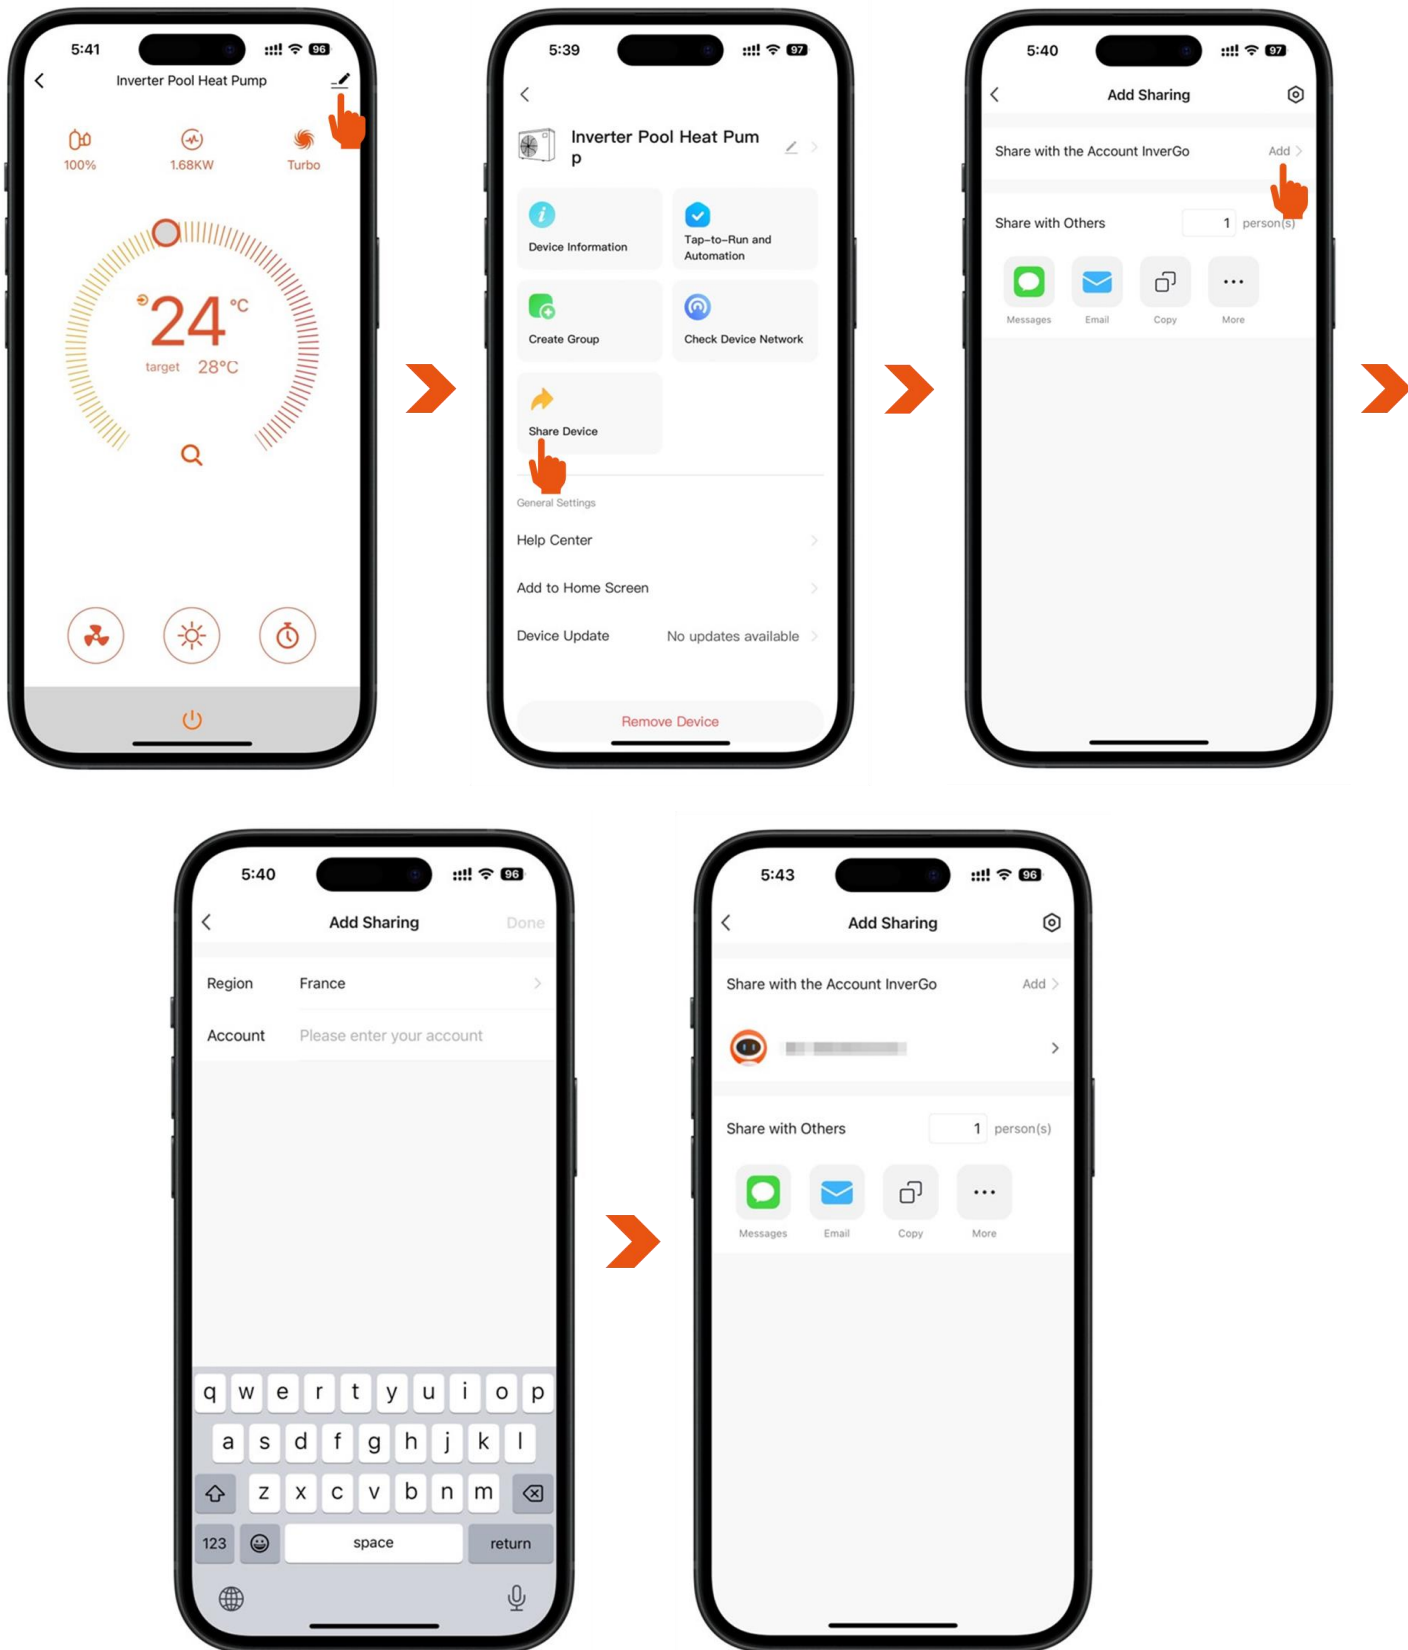 5:41
96
Inverter Pool Heat Pump
100%
1.68KW
Turbo
24 °C
target 28°C
5:39
97
Inverter Pool Heat Pum
p
Device Information
Tap-to-Run and
Automation
Create Group
Check Device Network
Share Device
General Settings
Help Center
Add to Home Screen
Device Update No updates available
Remove Device
5:40
97
Add Sharing
Share with the Account InverGo Add
Share with Others 1 person(s)
Messages Email Copy More
5:40
96
Add Sharing Done
Region France
Account Please enter your account
q w e r t y u i o p
a s d f g h j k l
z x c v b n m
123 space return
5:43
96
Add Sharing
Share with the Account InverGo Add
Share with Others 1 person(s)
Messages Email Copy More